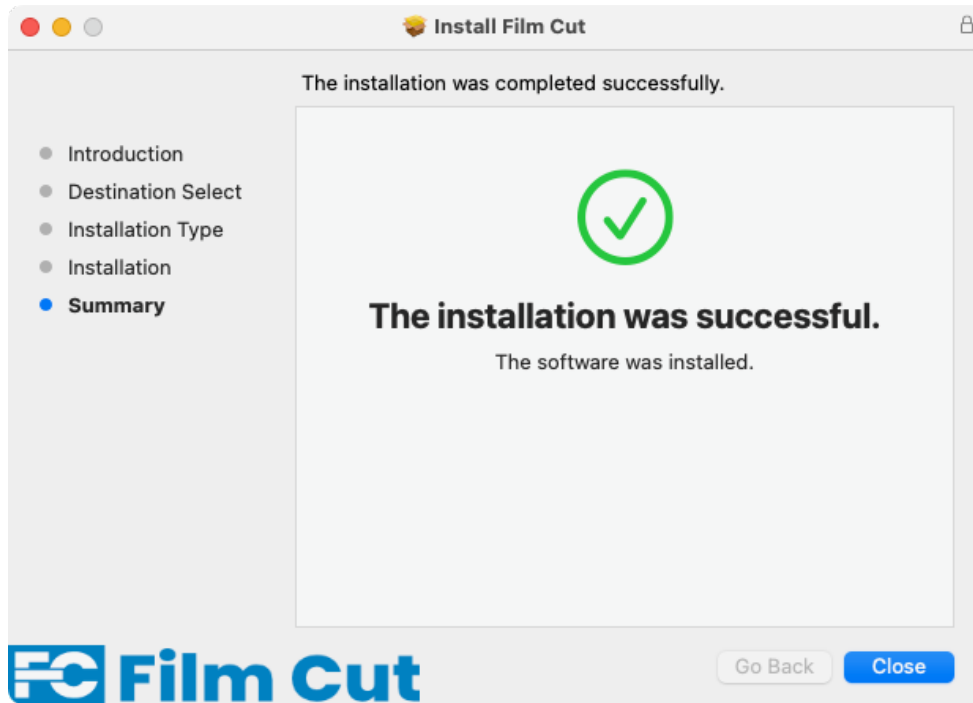 Install Film Cut
The installation was completed successfully.
Introduction
Destination Select
Installation Type
Installation
Summary
The installation was successful.
The software was installed.
FC Film Cut
Go Back
Close